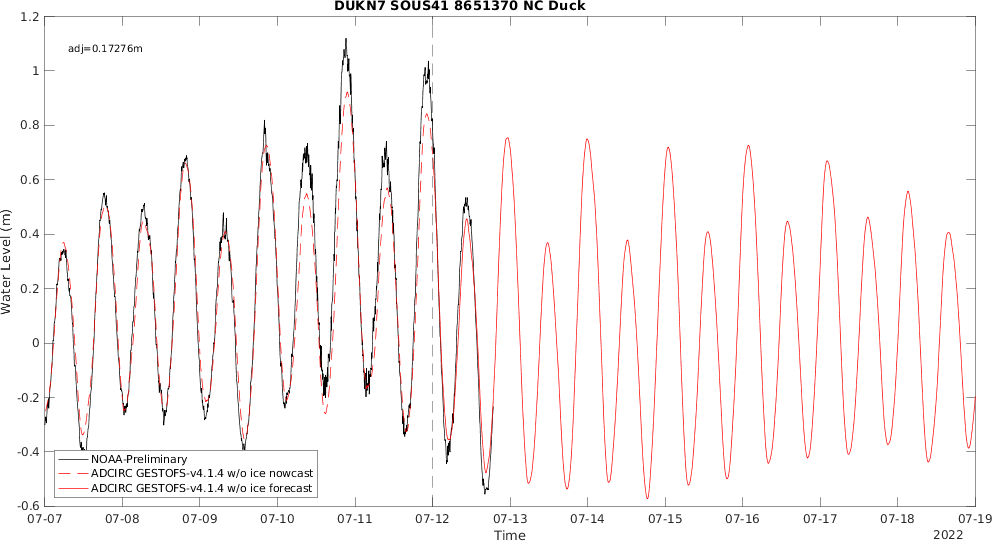 DUKN7 SOUS41 8651370 NC Duck
adj=0.17276m
1.2
1
0.8
0.6
0.4
0.2
0
-0.2
-0.4
-0.6
Water Level (m)
NOAA-Preliminary
ADCIRC GESTOFS-v4.1.4 w/o ice nowcast
ADCIRC GESTOFS-v4.1.4 w/o ice forecast
07-07 07-08 07-09 07-10 07-11 07-12 07-13 07-14 07-15 07-16 07-17 07-18 07-19
Time
2022